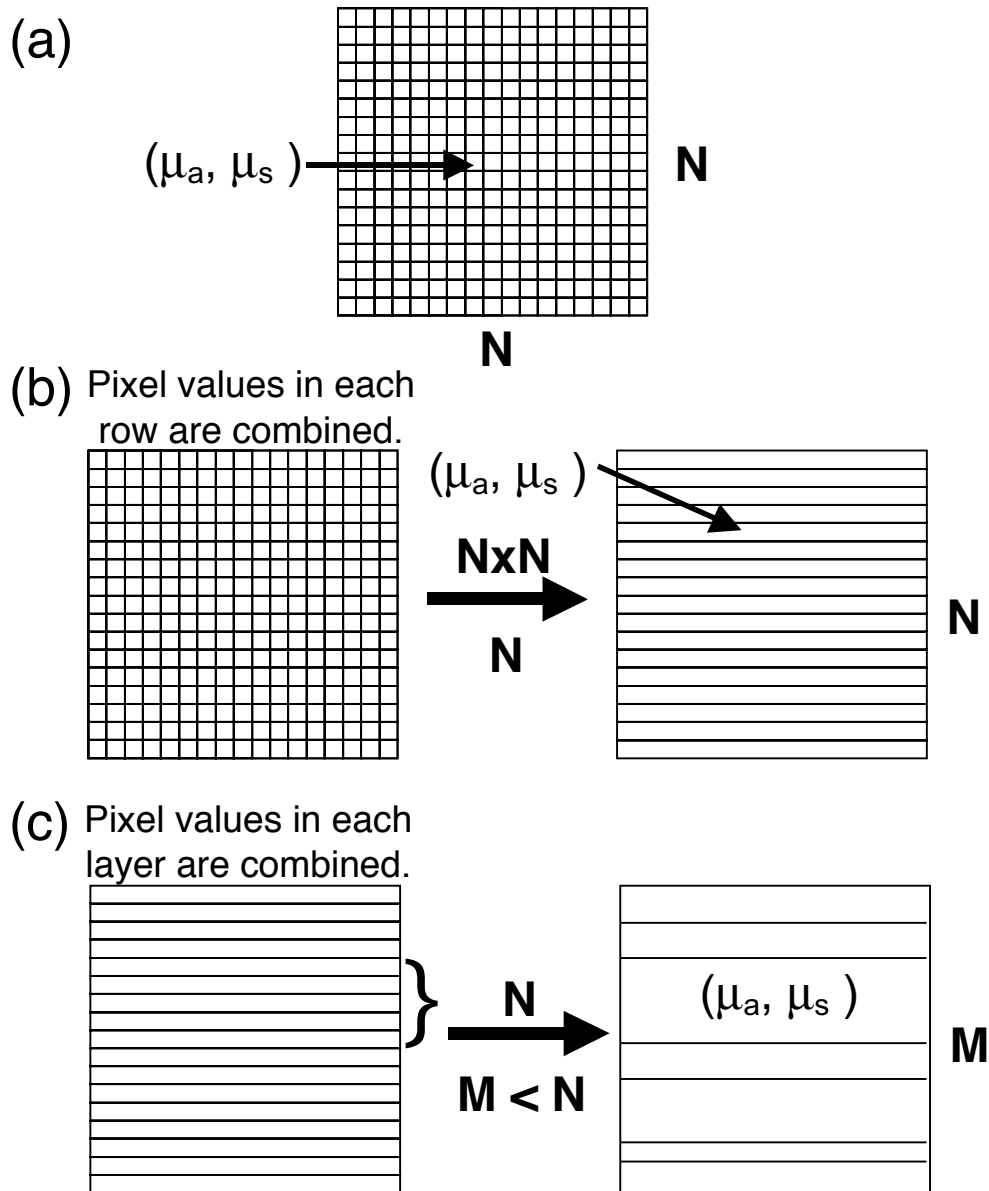 (a)
(μa, μs )
N
N
(b) Pixel values in each
row are combined.
(μa, μs )
NxN
N
N
(c) Pixel values in each
layer are combined.
}
(μa, μs )
N
M < N
M